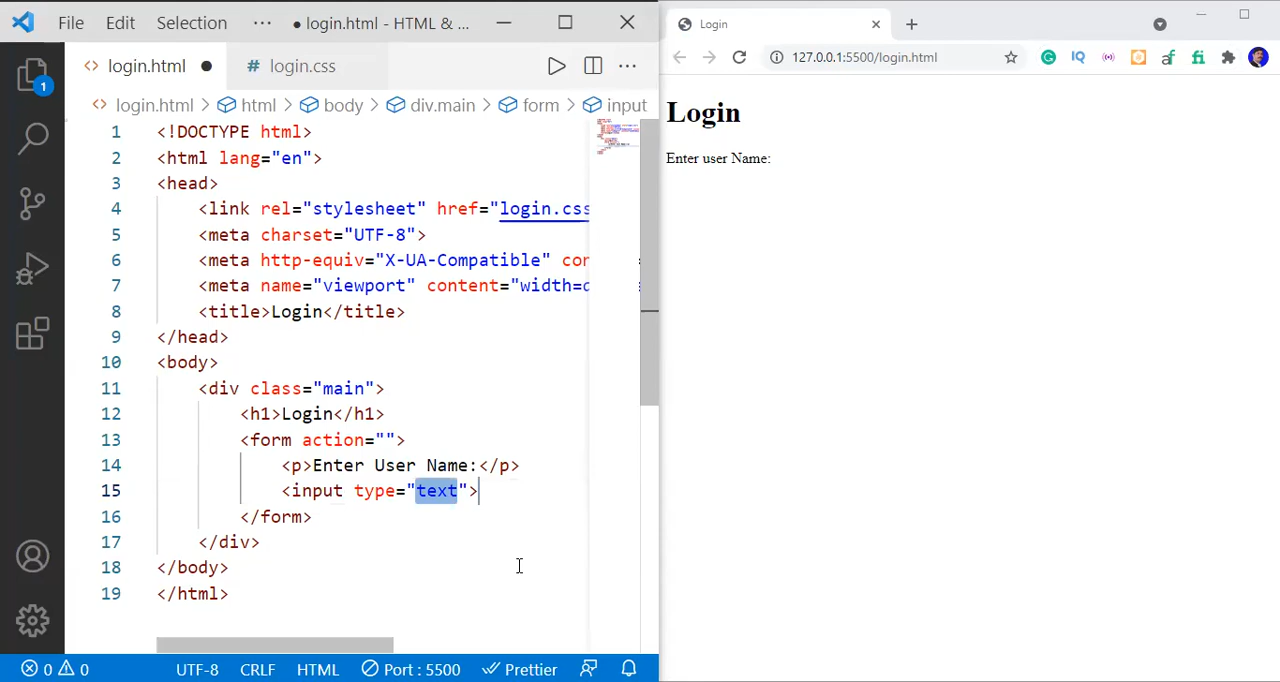 File Edit Selection ··· ● login.html - HTML & ...
login.html ● # login.css ···
login.html > html > body > div.main > form > input
1 <!DOCTYPE html>
2 <html lang="en">
3 <head>
4 <link rel="stylesheet" href="login.css
5 <meta charset="UTF-8">
6 <meta http-equiv="X-UA-Compatible" con
7 <meta name="viewport" content="width=d
8 <title>Login</title>
9 </head>
10 <body>
11 <div class="main">
12 <h1>Login</h1>
13 <form action="">
14 <p>Enter User Name:</p>
15 <input type="text">
16 </form>
17 </div>
18 </body>
19 </html>
1
0 0 UTF-8 CRLF HTML Port : 5500 Prettier
Login
127.0.0.1:5500/login.html
IQ
Login
Enter user Name: